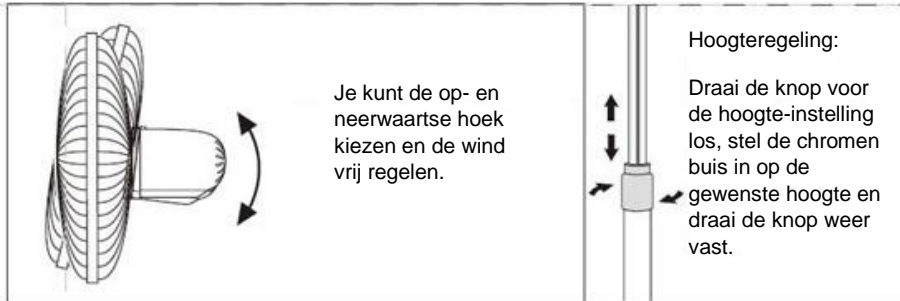 Je kunt de op- en
neerwaartse hoek
kiezen en de wind
vrij regelen.
Hoogteregeling:
Draai de knop voor
de hoogte-instelling
los, stel de chromen
buis in op de
gewenste hoogte en
draai de knop weer
vast.